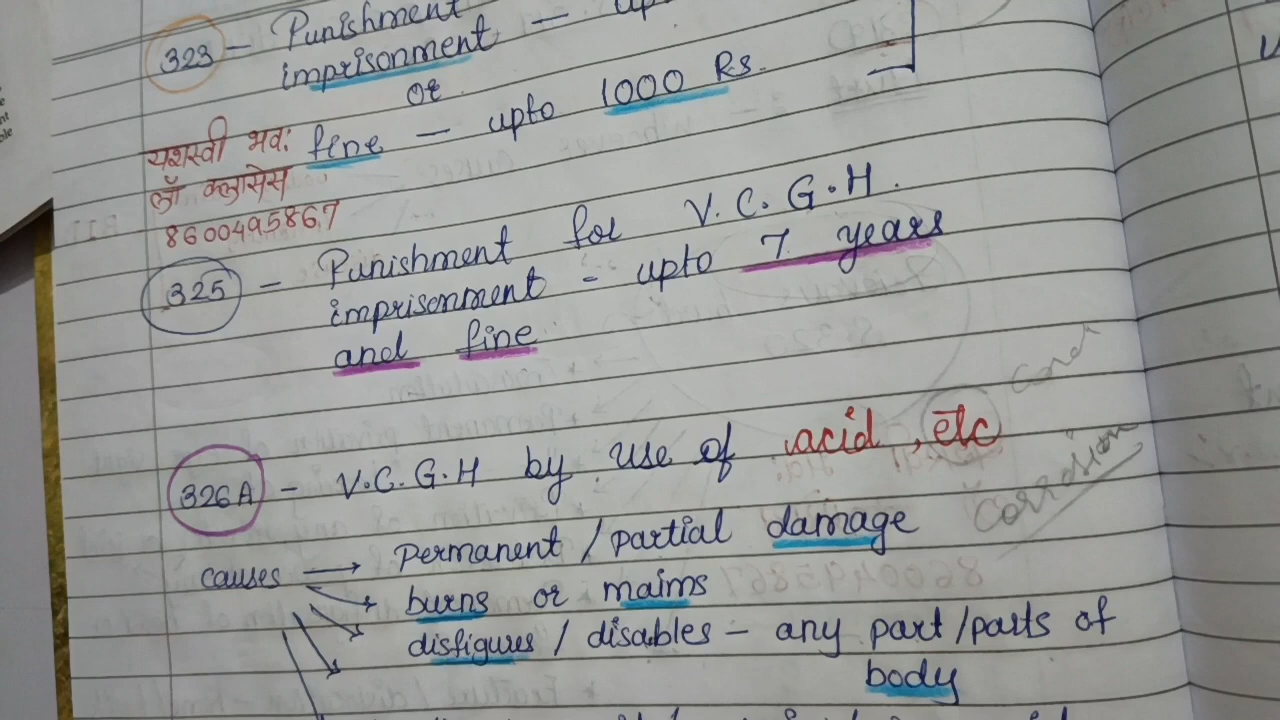 323 - Punishment
imprisonment - upto
or
fine - upto 1000 Rs.
यशस्वी भवः
लॉ क्लासेस
8600495867
325 - Punishment for V.C.G.H.
imprisonment - upto 7 years
and fine
326A - V.C.G.H by use of acid, etc
corrosion
causes → Permanent / partial damage
→ burns or maims
→ disfigures / disables - any part/parts of
body